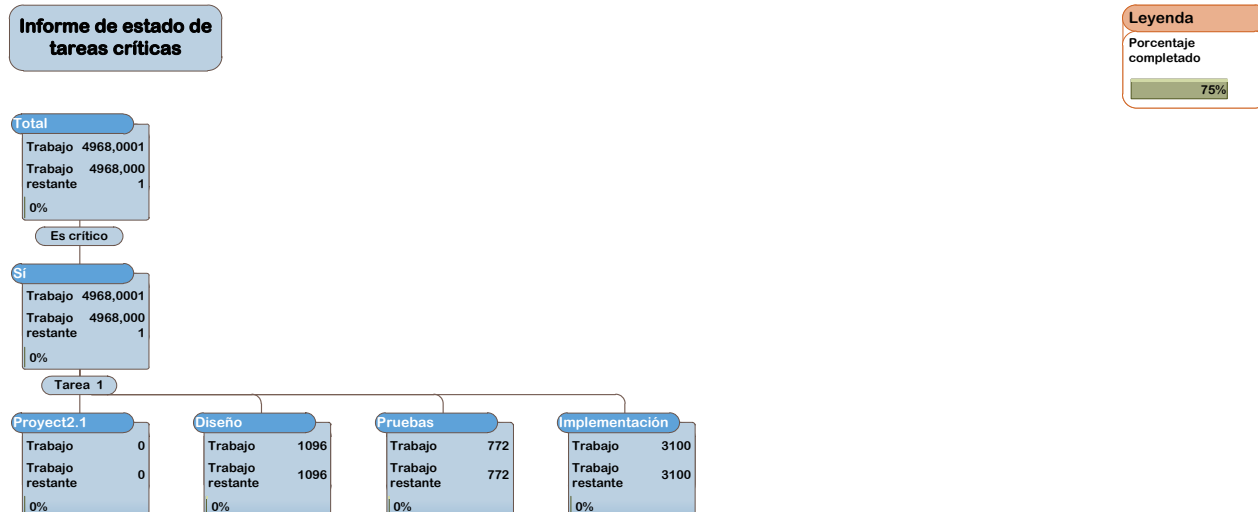 Informe de estado de
tareas críticas
Leyenda
Porcentaje
completado
75%
Total
Trabajo 4968,0001
Trabajo 4968,000
restante 1
0%
Es crítico
Sí
Trabajo 4968,0001
Trabajo 4968,000
restante 1
0%
Tarea 1
Proyect2.1
Trabajo 0
Trabajo
restante 0
0%
Diseño
Trabajo 1096
Trabajo
restante 1096
0%
Pruebas
Trabajo 772
Trabajo
restante 772
0%
Implementación
Trabajo 3100
Trabajo
restante 3100
0%